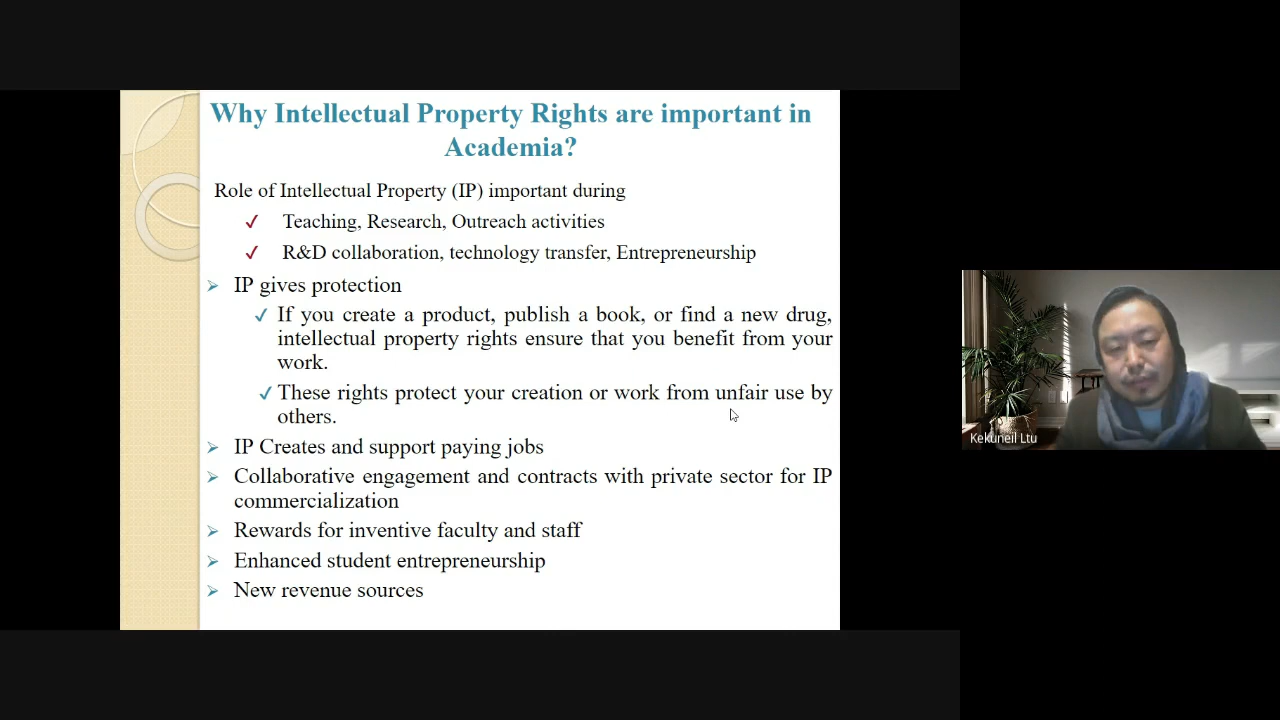 Why Intellectual Property Rights are important in
Academia?
Role of Intellectual Property (IP) important during
✓ Teaching, Research, Outreach activities
✓ R&D collaboration, technology transfer, Entrepreneurship
➢ IP gives protection
✓ If you create a product, publish a book, or find a new drug,
intellectual property rights ensure that you benefit from your
work.
✓ These rights protect your creation or work from unfair use by
others.
➢ IP Creates and support paying jobs
➢ Collaborative engagement and contracts with private sector for IP
commercialization
➢ Rewards for inventive faculty and staff
➢ Enhanced student entrepreneurship
➢ New revenue sources
Kekuneil Ltu